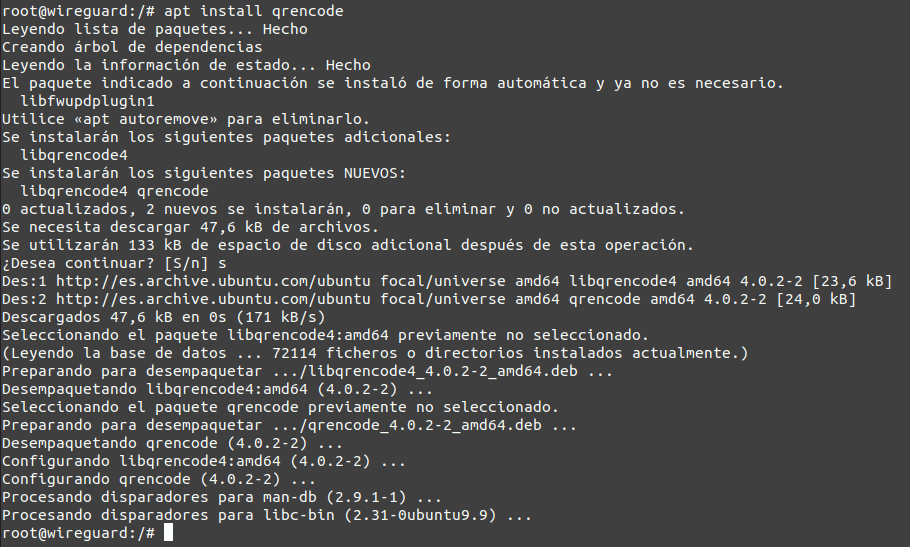 root@wireguard:/# apt install qrencode
Leyendo lista de paquetes... Hecho
Creando árbol de dependencias
Leyendo la información de estado... Hecho
El paquete indicado a continuación se instaló de forma automática y ya no es necesario.
  libfwupdplugin1
Utilice «apt autoremove» para eliminarlo.
Se instalarán los siguientes paquetes adicionales:
  libqrencode4
Se instalarán los siguientes paquetes NUEVOS:
  libqrencode4 qrencode
0 actualizados, 2 nuevos se instalarán, 0 para eliminar y 0 no actualizados.
Se necesita descargar 47,6 kB de archivos.
Se utilizarán 133 kB de espacio de disco adicional después de esta operación.
¿Desea continuar? [S/n] s
Des:1 http://es.archive.ubuntu.com/ubuntu focal/universe amd64 libqrencode4 amd64 4.0.2-2 [23,6 kB]
Des:2 http://es.archive.ubuntu.com/ubuntu focal/universe amd64 qrencode amd64 4.0.2-2 [24,0 kB]
Descargados 47,6 kB en 0s (171 kB/s)
Seleccionando el paquete libqrencode4:amd64 previamente no seleccionado.
(Leyendo la base de datos ... 72114 ficheros o directorios instalados actualmente.)
Preparando para desempaquetar .../libqrencode4_4.0.2-2_amd64.deb ...
Desempaquetando libqrencode4:amd64 (4.0.2-2) ...
Seleccionando el paquete qrencode previamente no seleccionado.
Preparando para desempaquetar .../qrencode_4.0.2-2_amd64.deb ...
Desempaquetando qrencode (4.0.2-2) ...
Configurando libqrencode4:amd64 (4.0.2-2) ...
Configurando qrencode (4.0.2-2) ...
Procesando disparadores para man-db (2.9.1-1) ...
Procesando disparadores para libc-bin (2.31-0ubuntu9.9) ...
root@wireguard:/#